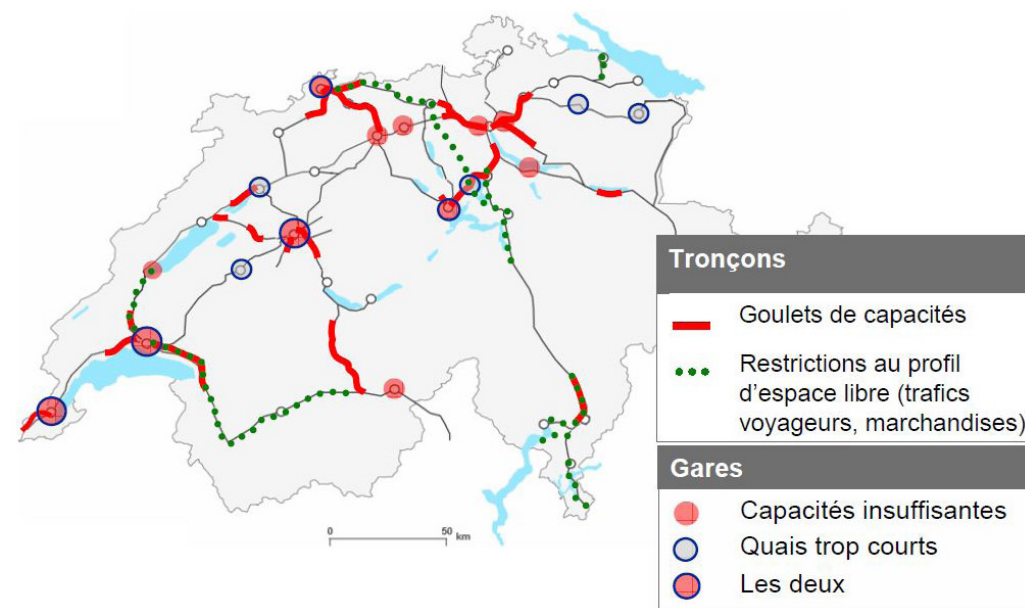 Tronçons
Goulets de capacités
Restrictions au profil
d'espace libre (trafics
voyageurs, marchandises)
Gares
Capacités insuffisantes
Quais trop courts
Les deux
0 50
km